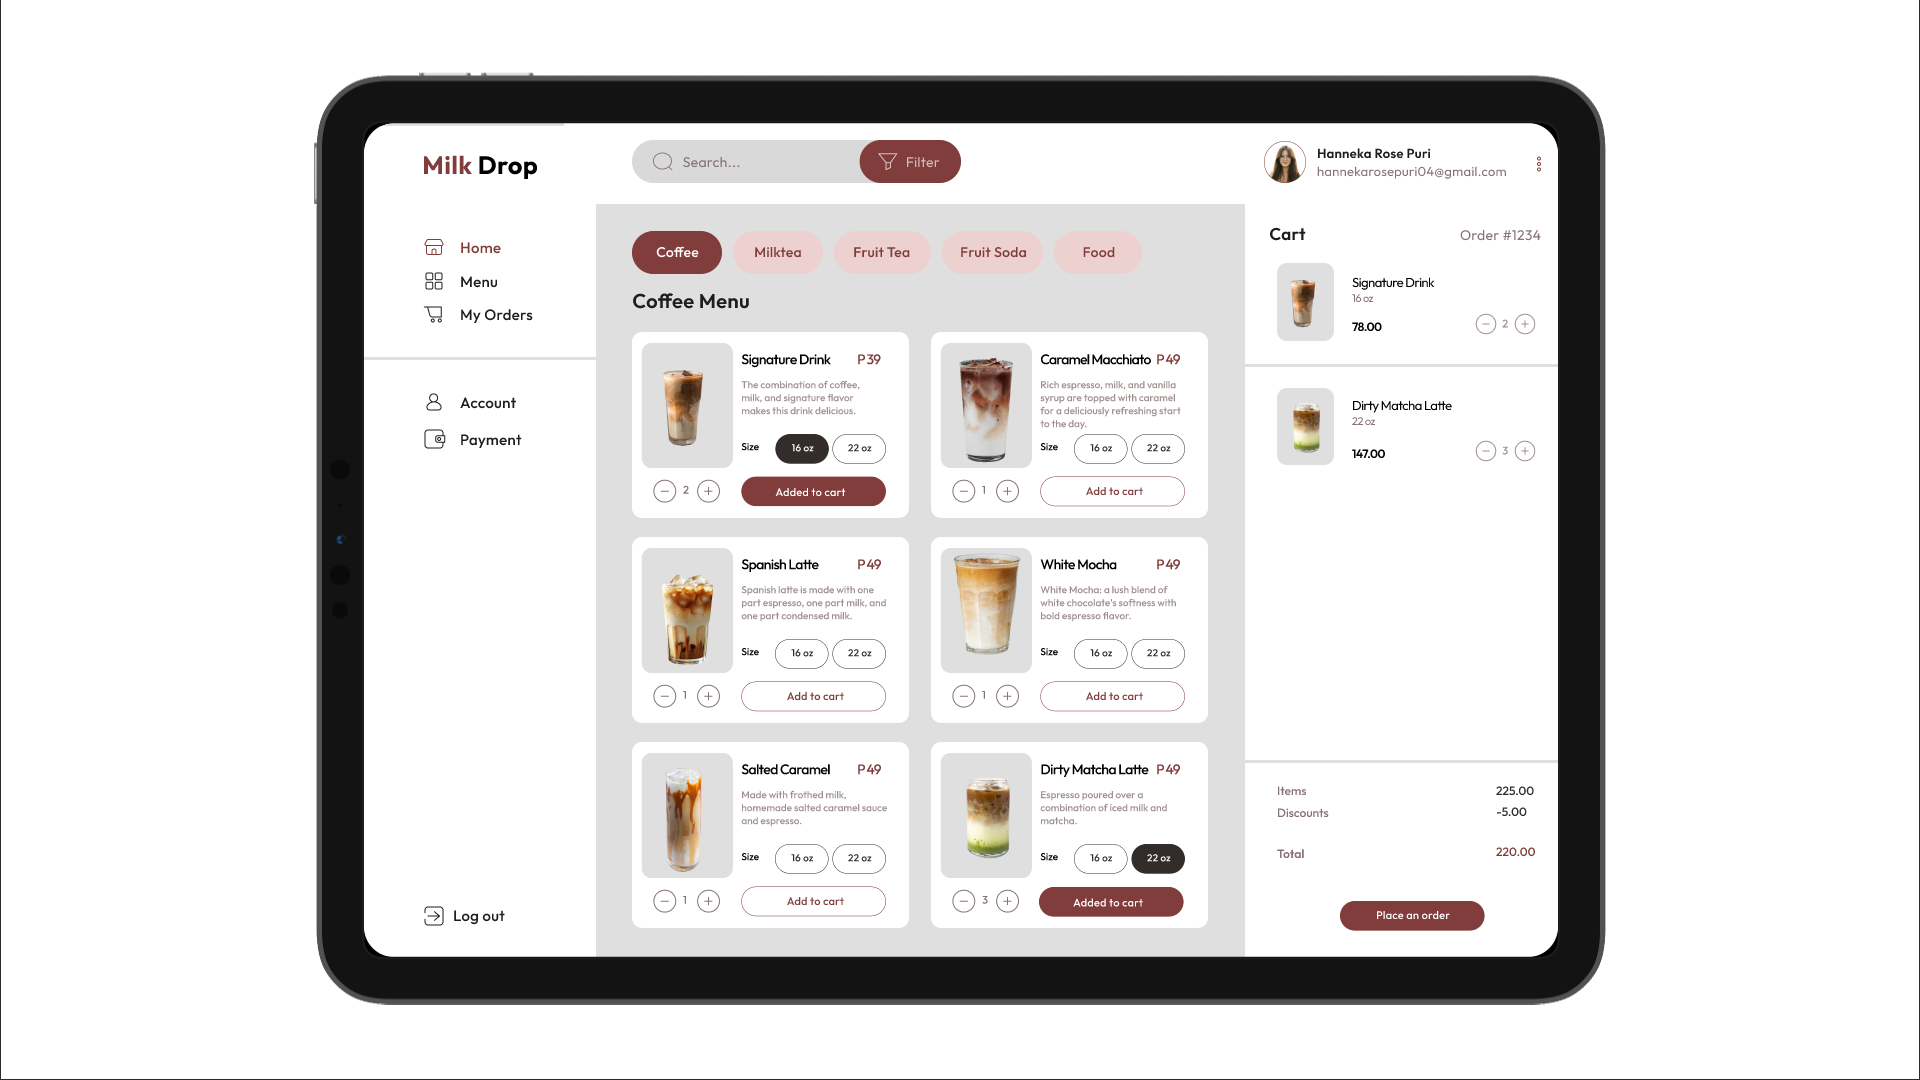 Milk Drop
Search...
Filter
Hanneka Rose Puri
hannekarosepuri04@gmail.com
Home
Menu
My Orders
Account
Payment
Log out
Coffee
Milktea
Fruit Tea
Fruit Soda
Food
Coffee Menu
Signature Drink P39
The combination of coffee,
milk, and signature flavor
makes this drink delicious.
Size 16 oz 22 oz
2 Added to cart
Caramel Macchiato P49
Rich espresso, milk, and vanilla
syrup are topped with caramel
for a deliciously refreshing start
to the day.
Size 16 oz 22 oz
1 Add to cart
Spanish Latte P49
Spanish latte is made with one
part espresso, one part milk, and
one part condensed milk.
Size 16 oz 22 oz
1 Add to cart
White Mocha P49
White Mocha: a lush blend of
white chocolate's softness with
bold espresso flavor.
Size 16 oz 22 oz
1 Add to cart
Salted Caramel P49
Made with frothed milk,
homemade salted caramel sauce
and espresso.
Size 16 oz 22 oz
1 Add to cart
Dirty Matcha Latte P49
Espresso poured over a
combination of iced milk and
matcha.
Size 16 oz 22 oz
3 Added to cart
Cart Order #1234
Signature Drink
16 oz
78.00 2
Dirty Matcha Latte
22 oz
147.00 3
Items 225.00
Discounts -5.00
Total 220.00
Place an order